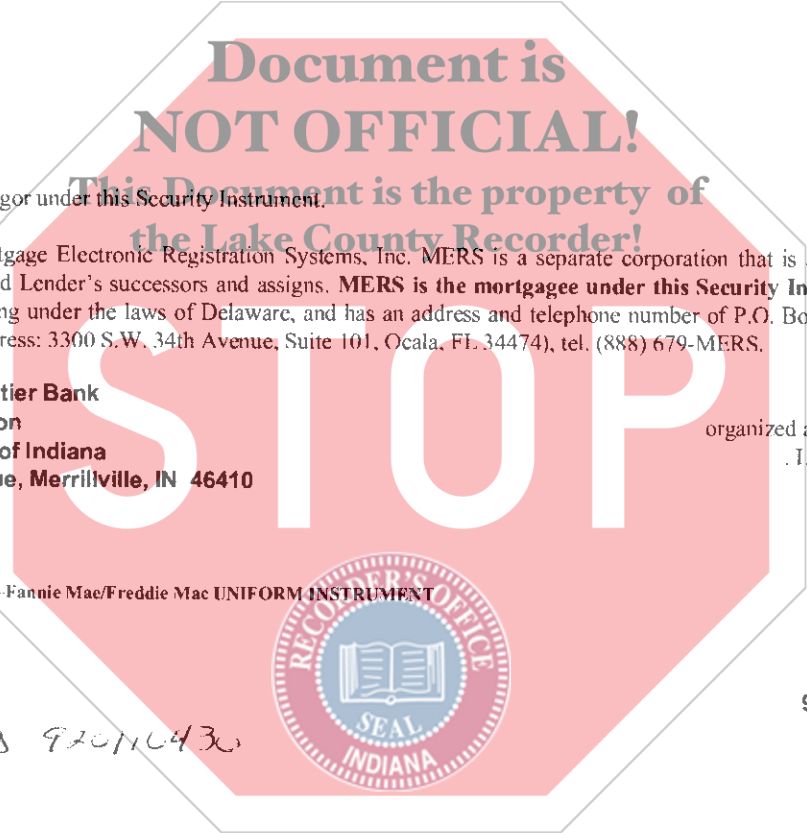 Document is
NOT OFFICIAL!
This Document is the property of
the Lake County Recorder!
gor under this Security Instrument.
tgage Electronic Registration Systems, Inc. MERS is a separate corporation that is
d Lender's successors and assigns. MERS is the mortgagee under this Security In
ng under the laws of Delaware, and has an address and telephone number of P.O. Bo
ress: 3300 S.W. 34th Avenue, Suite 101, Ocala, FL 34474), tel. (888) 679-MERS.
tier Bank
on
organized a
of Indiana
. I
ue, Merrillville, IN 46410
STOP
-Fannie Mae/Freddie Mac UNIFORM INSTRUMENT
RECORDER'S OFFICE
SEAL
INDIANA
9